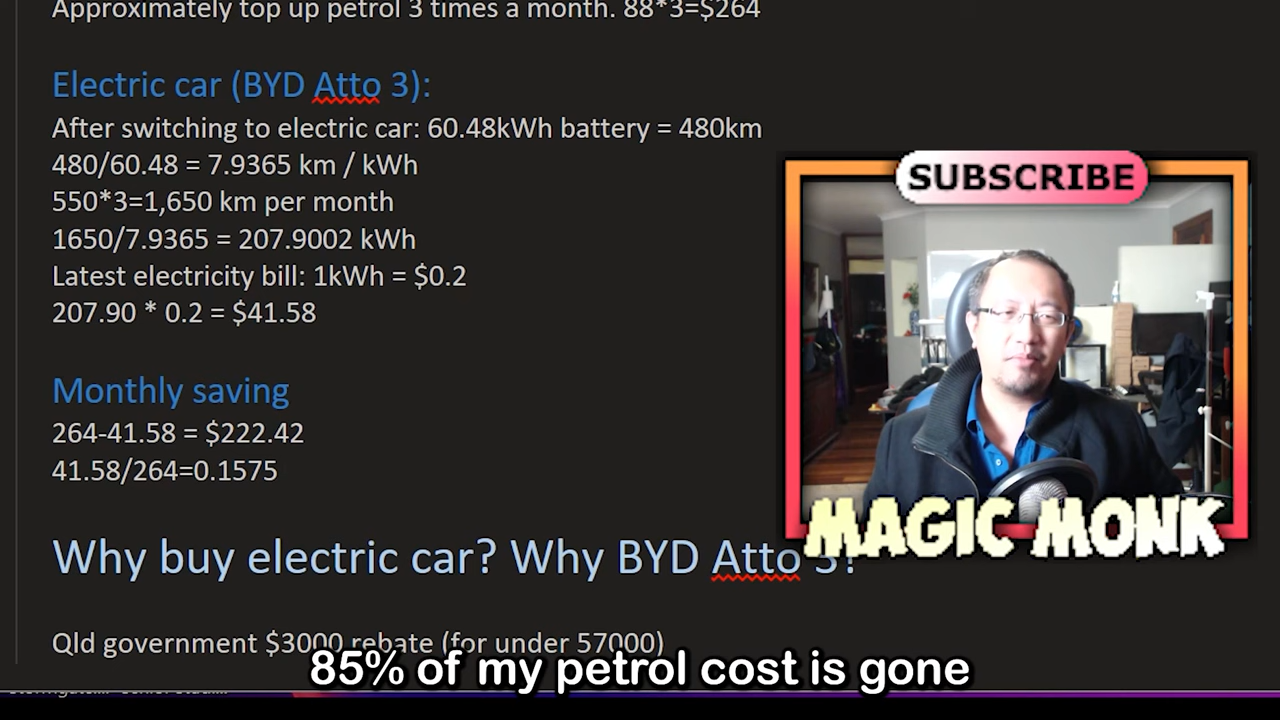 Approximately top up petrol 3 times a month. 88*3=$264
Electric car (BYD Atto 3):
After switching to electric car: 60.48kWh battery = 480km
480/60.48 = 7.9365 km / kWh
550*3=1,650 km per month
1650/7.9365 = 207.9002 kWh
Latest electricity bill: 1kWh = $0.2
207.90 * 0.2 = $41.58
SUBSCRIBE
MAGIC MONK
Monthly saving
264-41.58 = $222.42
41.58/264=0.1575
Why buy electric car? Why BYD Atto 3?
Qld government $3000 rebate (for under 57000)
85% of my petrol cost is gone